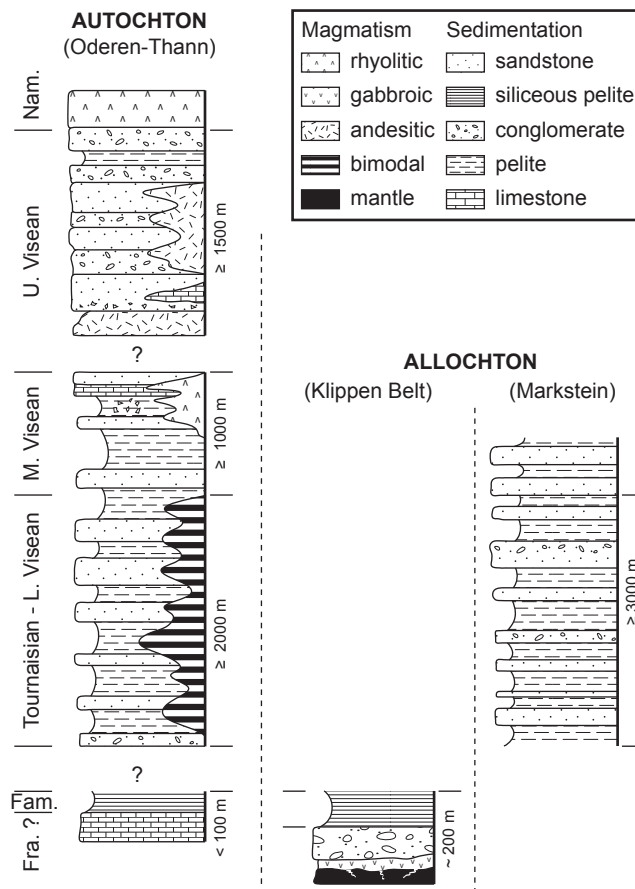 AUTOCHTON
(Oderen-Thann)
Magmatism
Sedimentation
rhyolitic
sandstone
gabbroic
siliceous pelite
andesitic
conglomerate
bimodal
pelite
mantle
limestone
Nam.
U. Visean
≥ 1500 m
?
M. Visean
≥ 1000 m
Tournaisian - L. Visean
≥ 2000 m
?
Fam.
Fra. ?
< 100 m
ALLOCHTON
(Klippen Belt)
(Markstein)
~ 200 m
≥ 3000 m